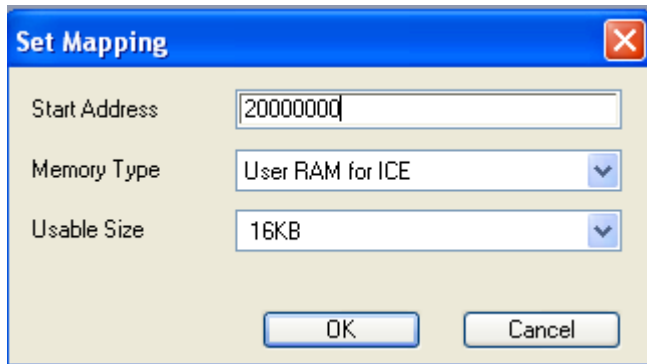 Set Mapping
Start Address 20000000
Memory Type User RAM for ICE
Usable Size 16KB
OK Cancel